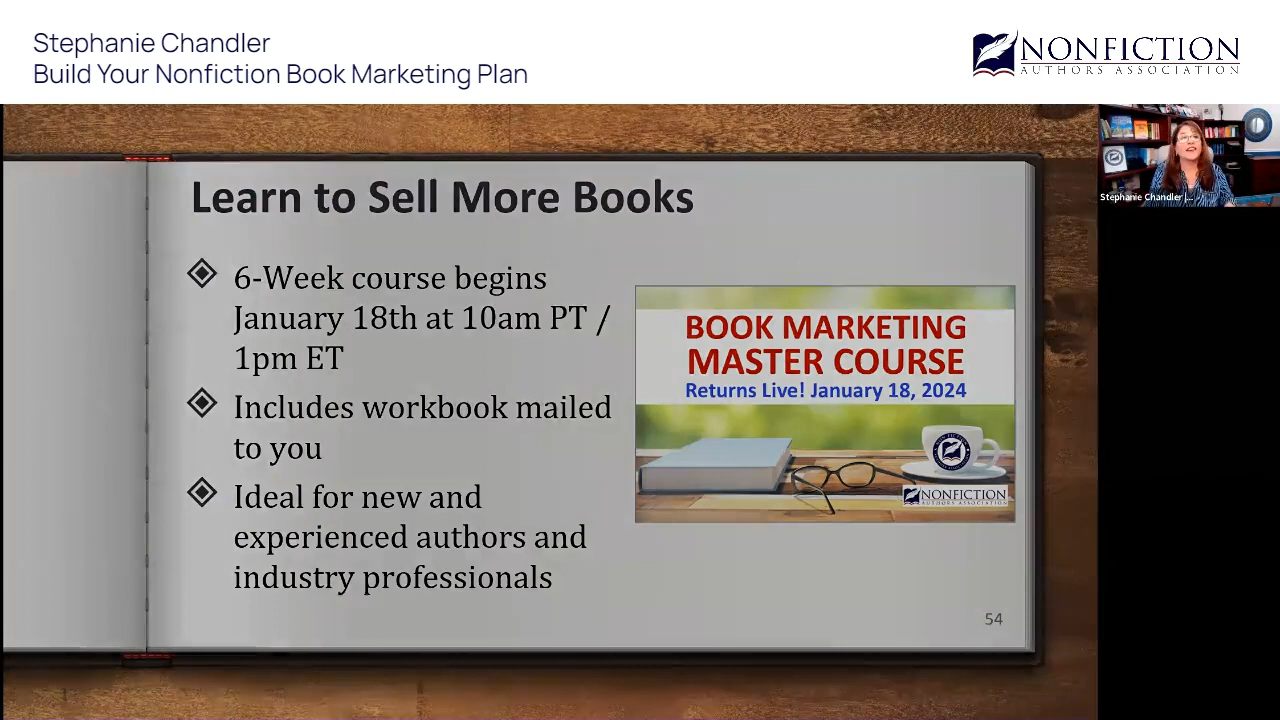 Stephanie Chandler
Build Your Nonfiction Book Marketing Plan
NONFICTION
AUTHORS ASSOCIATION
Stephanie Chandler |...
Learn to Sell More Books
6-Week course begins
January 18th at 10am PT /
1pm ET
Includes workbook mailed
to you
Ideal for new and
experienced authors and
industry professionals
BOOK MARKETING
MASTER COURSE
Returns Live! January 18, 2024
NONFICTION
AUTHORS ASSOCIATION
54